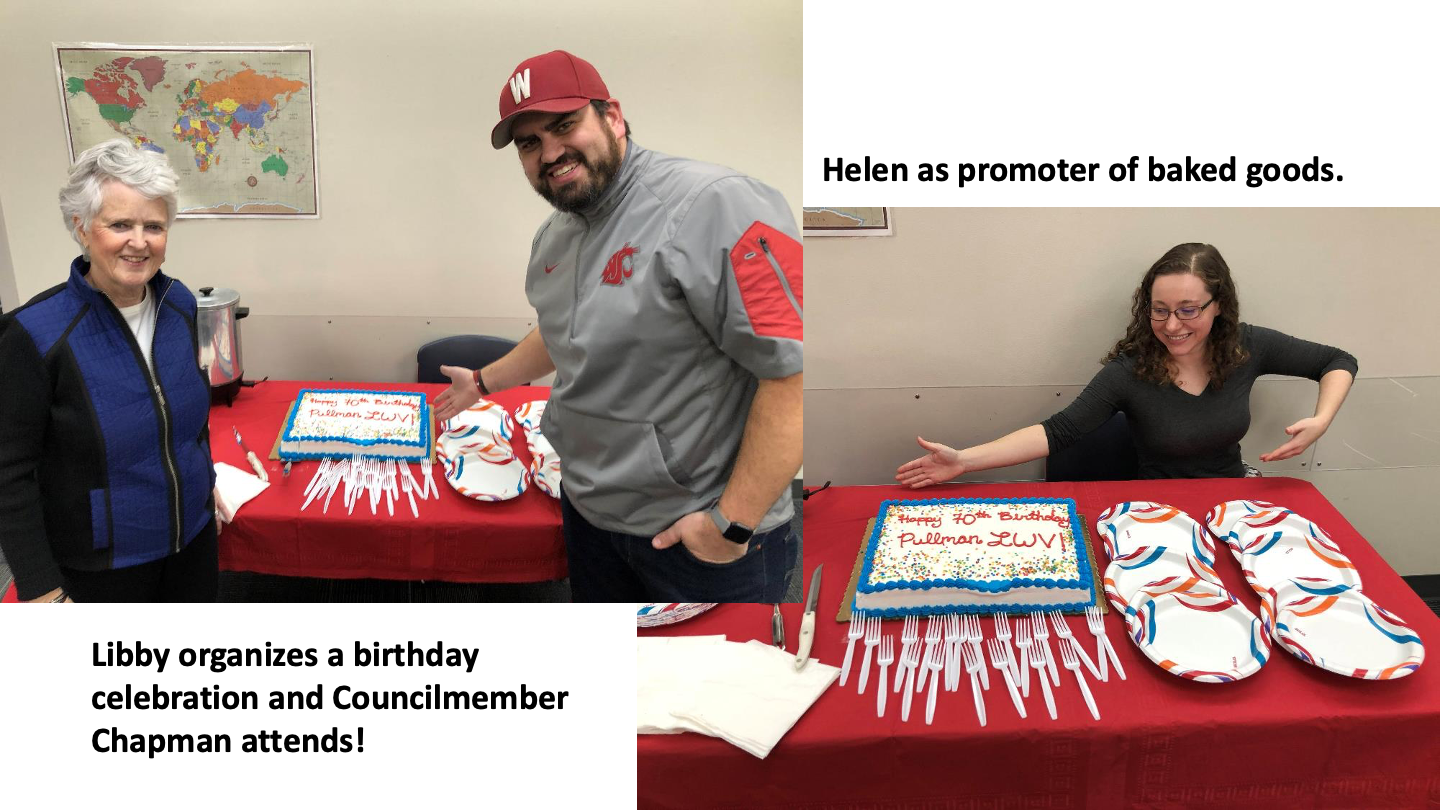 W
WSC
Happy 70th Birthday
Pullman LWV!
Helen as promoter of baked goods.
Happy 70th Birthday
Pullman LWV!
Libby organizes a birthday
celebration and Councilmember
Chapman attends!